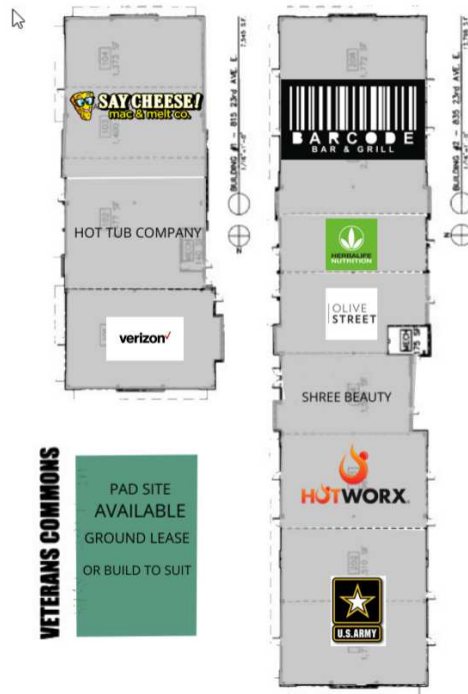 SAY CHEESE!
mac & melt co.
HOT TUB COMPANY
verizon
BUILDING #1 - 815 23rd AVE. E.
VETERANS COMMONS
PAD SITE
AVAILABLE
GROUND LEASE
OR BUILD TO SUIT
BARCODE
BAR & GRILL
HERBALIFE
NUTRITION
OLIVE
STREET
MECH
SHREE BEAUTY
HOTWORX
U.S.ARMY
BUILDING #2 - 835 23rd AVE. E.